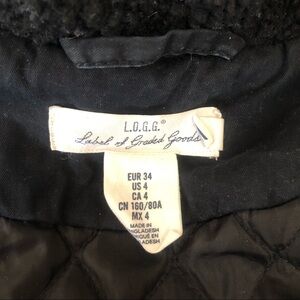 L.O.G.G.®
Label of Graded Goods
EUR 34
US 4
CA 4
CN 160/80A
MX 4
MADE IN